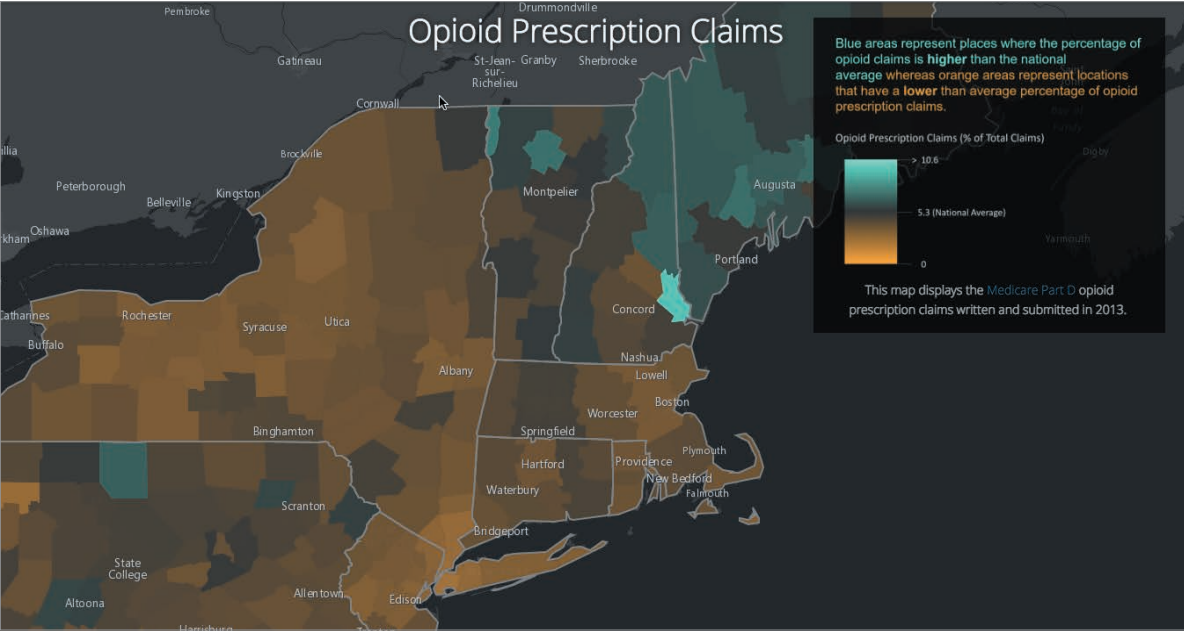 Opioid Prescription Claims
Blue areas represent places where the percentage of
opioid claims is higher than the national
average whereas orange areas represent locations
that have a lower than average percentage of opioid
prescription claims.
Opioid Prescription Claims (% of Total Claims)
> 10.6
5.3 (National Average)
0
This map displays the Medicare Part D opioid
prescription claims written and submitted in 2013.
Pembroke
Drummondville
Gatineau
St-Jean-
sur-
Richelieu
Granby
Sherbrooke
Cornwall
Brockville
llia
Peterborough
Kingston
Belleville
Oshawa
rkham
Montpelier
Augusta
Digby
Yarmouth
Portland
Catharines
Rochester
Syracuse
Utica
Concord
Buffalo
Nashua
Albany
Lowell
Boston
Worcester
Binghamton
Springfield
Plymouth
Hartford
Providence
New Bedford
Waterbury
Falmouth
Scranton
Bridgeport
State
College
Allentown
Edison
Altoona
Harrisburg